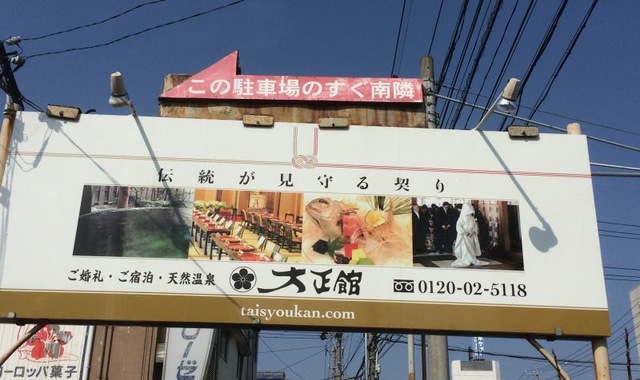 この駐車場のすぐ南隣
伝統が見守る契り
ご婚礼・ご宿泊・天然温泉
大正館
0120-02-5118
taisyoukan.com
ーロッパ菓子